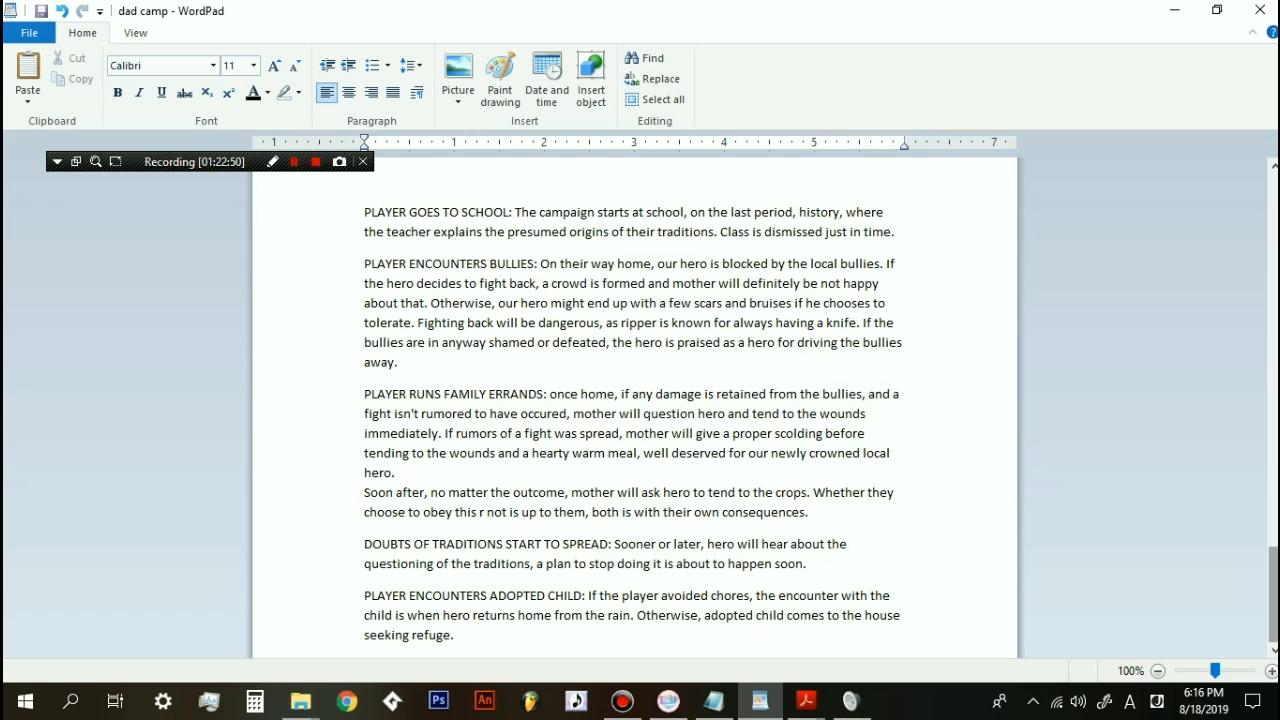 dad camp - WordPad
File Home View
Cut
Copy
Paste
Clipboard
Calibri 11
B I U abc X₂ X² A
Font
Paragraph
Picture
Paint drawing
Date and time
Insert object
Insert
Find
Replace
Select all
Editing
1 1 2 3 4 5 7
Recording [01:22:50]
PLAYER GOES TO SCHOOL: The campaign starts at school, on the last period, history, where
the teacher explains the presumed origins of their traditions. Class is dismissed just in time.
PLAYER ENCOUNTERS BULLIES: On their way home, our hero is blocked by the local bullies. If
the hero decides to fight back, a crowd is formed and mother will definitely be not happy
about that. Otherwise, our hero might end up with a few scars and bruises if he chooses to
tolerate. Fighting back will be dangerous, as ripper is known for always having a knife. If the
bullies are in anyway shamed or defeated, the hero is praised as a hero for driving the bullies
away.
PLAYER RUNS FAMILY ERRANDS: once home, if any damage is retained from the bullies, and a
fight isn't rumored to have occured, mother will question hero and tend to the wounds
immediately. If rumors of a fight was spread, mother will give a proper scolding before
tending to the wounds and a hearty warm meal, well deserved for our newly crowned local
hero.
Soon after, no matter the outcome, mother will ask hero to tend to the crops. Whether they
choose to obey this r not is up to them, both is with their own consequences.
DOUBTS OF TRADITIONS START TO SPREAD: Sooner or later, hero will hear about the
questioning of the traditions, a plan to stop doing it is about to happen soon.
PLAYER ENCOUNTERS ADOPTED CHILD: If the player avoided chores, the encounter with the
child is when hero returns home from the rain. Otherwise, adopted child comes to the house
seeking refuge.
100%
Ps An A
6:16 PM
8/18/2019